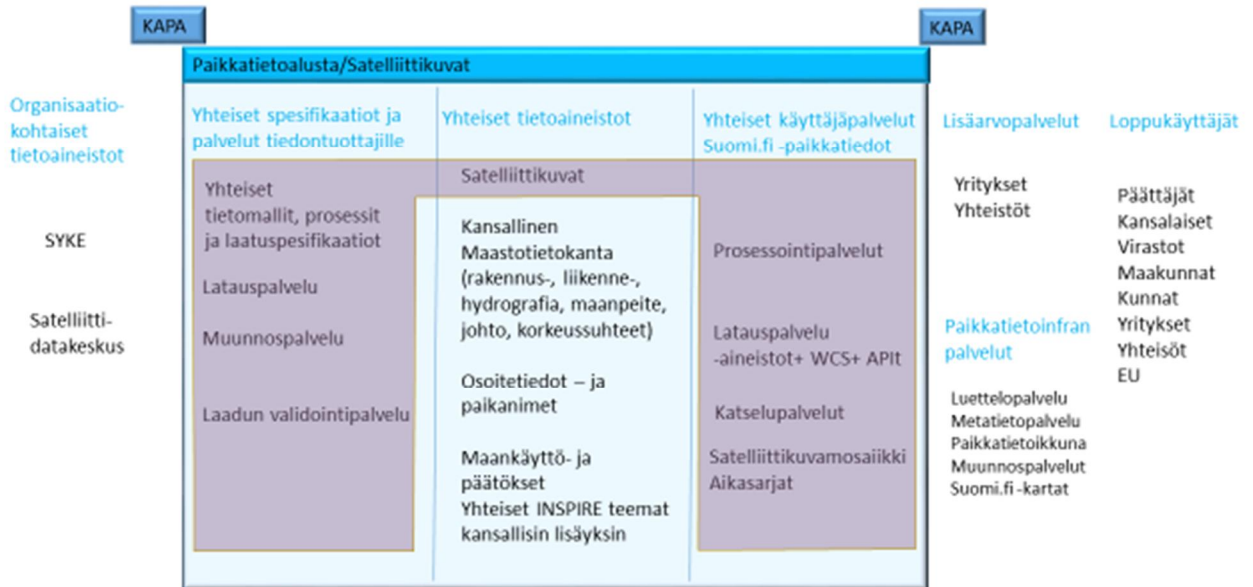 KAPA
KAPA
Paikkatietoalusta/Satelliittikuvat
Organisaatio-
kohtaiset
tietoaineistot
SYKE
Satelliitti-
datakeskus
Yhteiset spesifikaatiot ja
palvelut tiedontuottajille
Yhteiset
tietomallit, prosessit
ja laatuspesifikaatiot
Latauspalvelu
Muunnospalvelu
Laadun validointipalvelu
Yhteiset tietoaineistot
Satelliittikuvat
Kansallinen
Maastotietokanta
(rakennus-, liikenne-,
hydrografia, maanpeite,
johto, korkeussuhteet)
Osoitetiedot – ja
paikanimet
Maankäyttö- ja
päätökset
Yhteiset INSPIRE teemat
kansallisin lisäyksin
Yhteiset käyttäjäpalvelut
Suomi.fi -paikkatiedot
Prosessointipalvelut
Latauspalvelu
-aineistot+ WCS+ APIt
Katselupalvelut
Satelliittikuvamosaiikki
Aikasarjat
Lisäarvopalvelut
Yritykset
Yhteistöt
Paikkatietoinfran
palvelut
Luettelopalvelu
Metatietopalvelu
Paikkatietoikkuna
Muunnospalvelut
Suomi.fi -kartat
Loppukäyttäjät
Päättäjät
Kansalaiset
Virastot
Maakunnat
Kunnat
Yritykset
Yhteisöt
EU